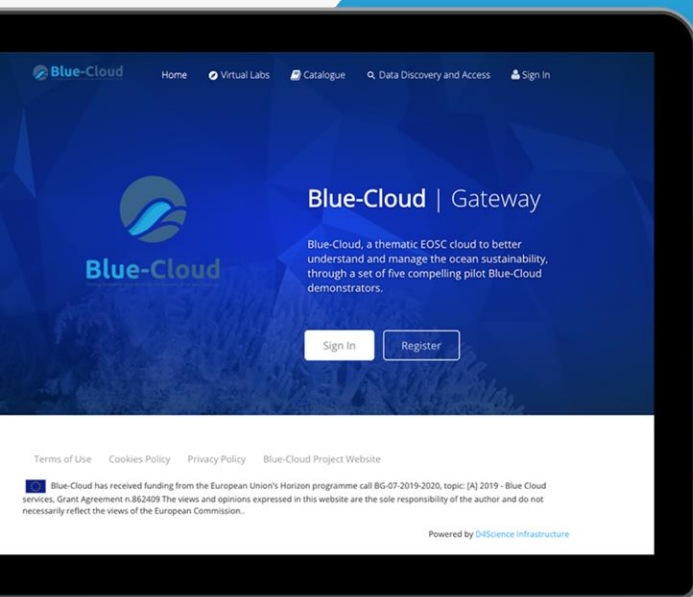 Blue-Cloud
Home
Virtual Labs
Catalogue
Data Discovery and Access
Sign In
Blue-Cloud | Gateway
Blue-Cloud, a thematic EOSC cloud to better
understand and manage the ocean sustainability,
through a set of five compelling pilot Blue-Cloud
demonstrators.
Blue-Cloud
Sign In
Register
Terms of Use
Cookies Policy
Privacy Policy
Blue-Cloud Project Website
Blue-Cloud has received funding from the European Union's Horizon programme call BG-07-2019-2020, topic: [A] 2019 - Blue Cloud
services, Grant Agreement n.862409 The views and opinions expressed in this website are the sole responsibility of the author and do not
necessarily reflect the views of the European Commission..
Powered by D4Science Infrastructure